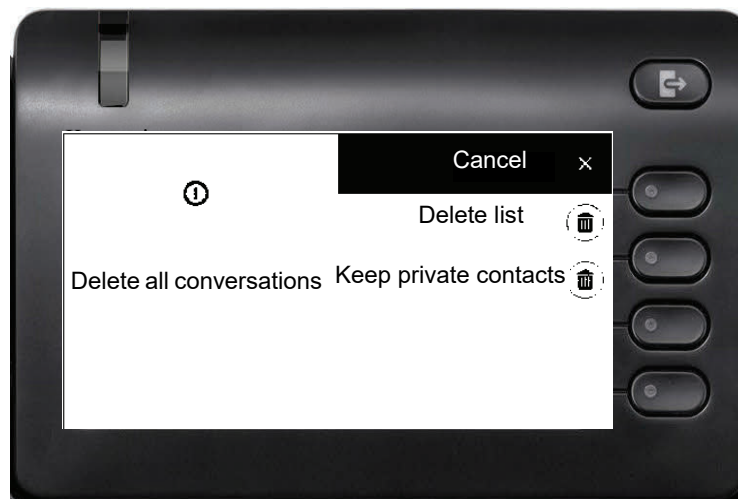 Cancel
Delete list
Delete all conversations
Keep private contacts